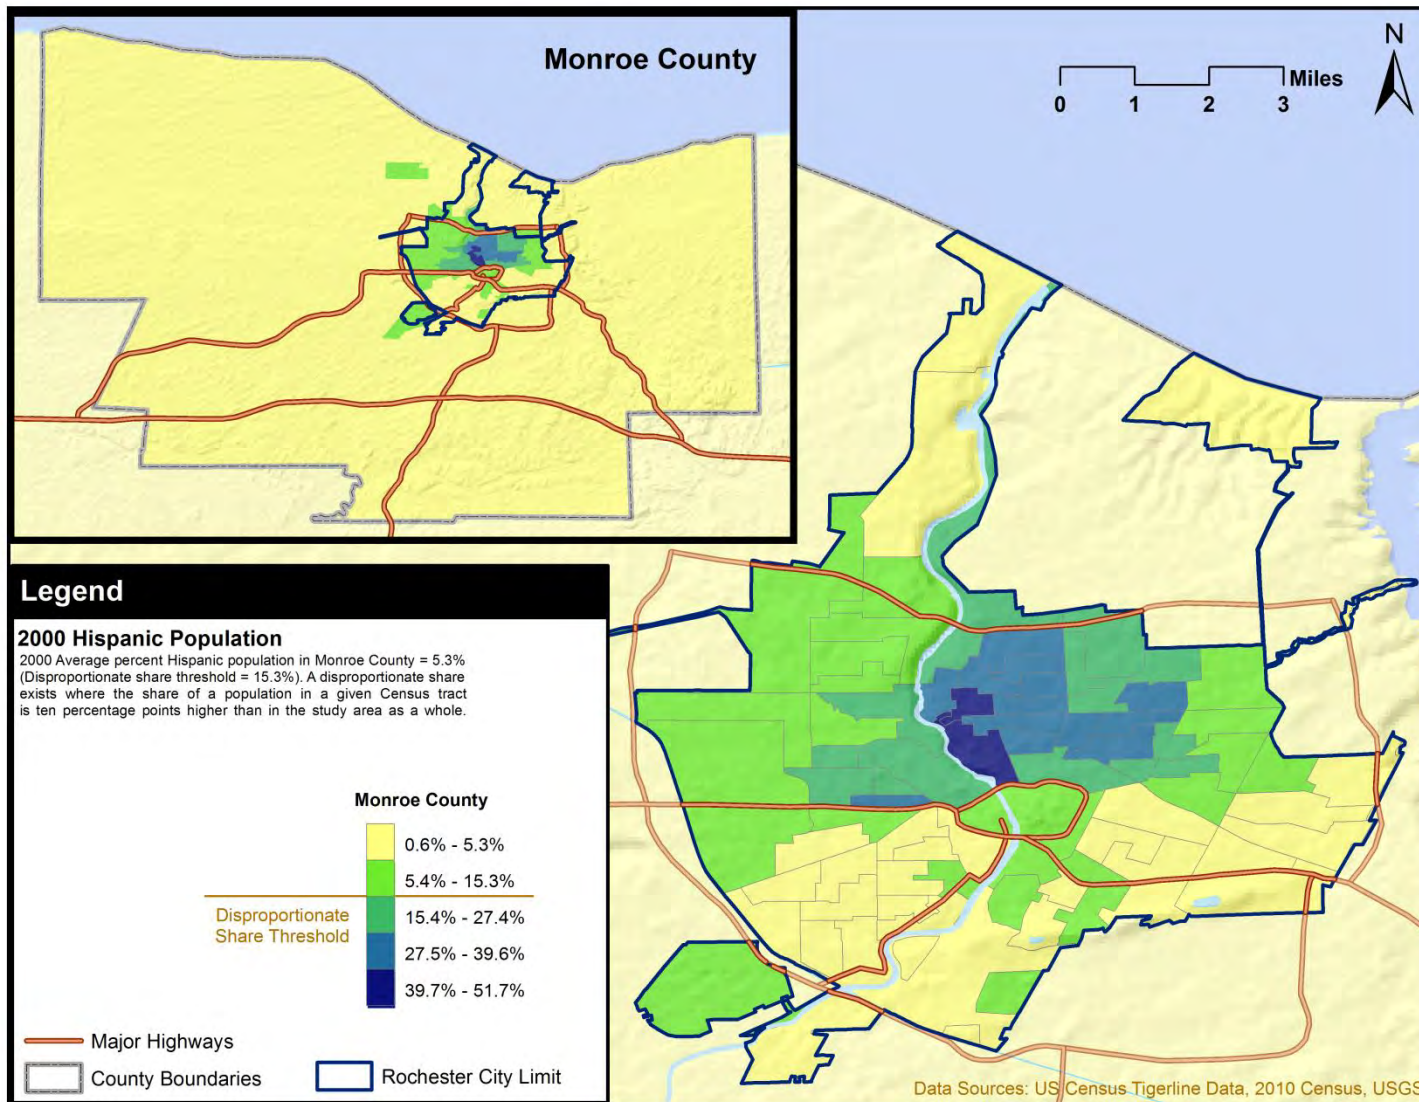 Monroe County
N
Miles
0 1 2 3
Legend
2000 Hispanic Population
2000 Average percent Hispanic population in Monroe County = 5.3%
(Disproportionate share threshold = 15.3%). A disproportionate share
exists where the share of a population in a given Census tract
is ten percentage points higher than in the study area as a whole.
Monroe County
0.6% - 5.3%
5.4% - 15.3%
Disproportionate
Share Threshold
15.4% - 27.4%
27.5% - 39.6%
39.7% - 51.7%
Major Highways
County Boundaries
Rochester City Limit
Data Sources: US Census Tigerline Data, 2010 Census, USGS